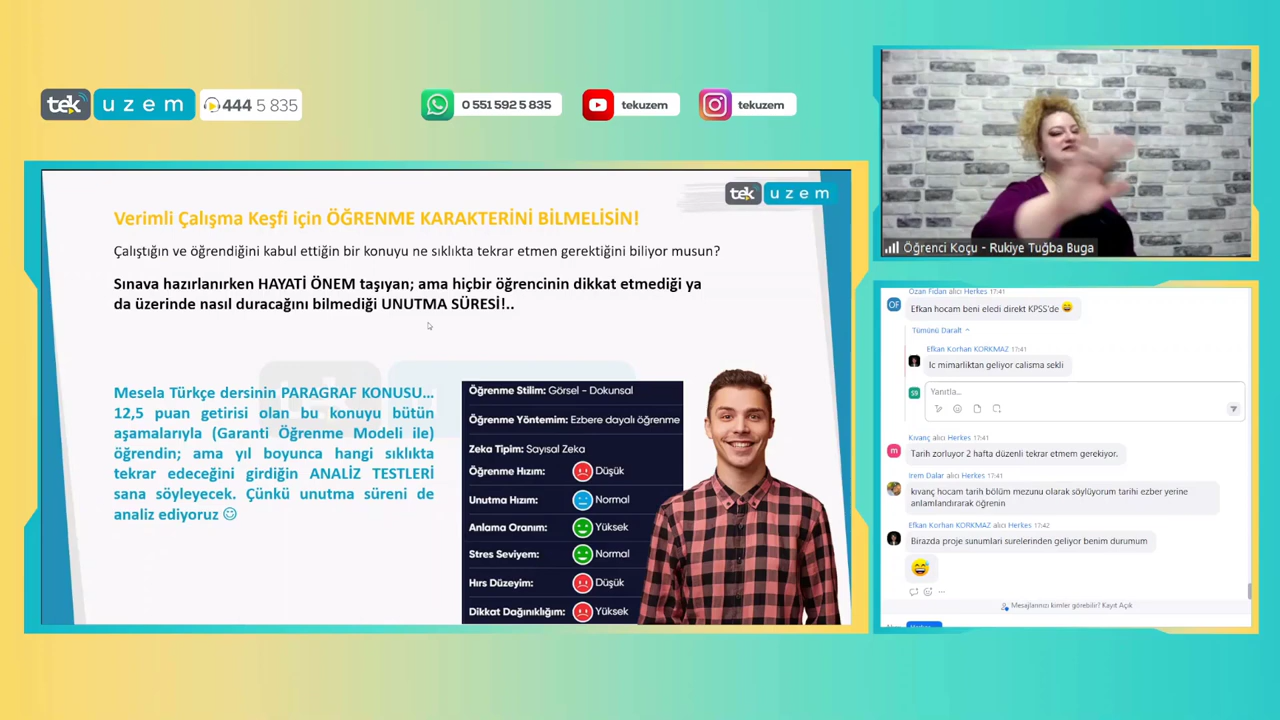 tek uzem 444 5 835
0 551 592 5 835
tekuzem
tekuzem
tek uzem
Verimli Çalışma Keşfi için ÖĞRENME KARAKTERİNİ BİLMELİSİN!
Çalıştığın ve öğrendiğini kabul ettiğin bir konuyu ne sıklıkta tekrar etmen gerektiğini biliyor musun?
Sınava hazırlanırken HAYATİ ÖNEM taşıyan; ama hiçbir öğrencinin dikkat etmediği ya
da üzerinde nasıl duracağını bilmediği UNUTMA SÜRESİ!..
Mesela Türkçe dersinin PARAGRAF KONUSU...
12,5 puan getirisi olan bu konuyu bütün
aşamalarıyla (Garanti Öğrenme Modeli ile)
öğrendin; ama yıl boyunca hangi sıklıkta
tekrar edeceğini girdiğin ANALİZ TESTLERİ
sana söyleyecek. Çünkü unutma süreni de
analiz ediyoruz ☺
Öğrenme Stilim: Görsel - Dokunsal
Öğrenme Yöntemim: Ezbere dayalı öğrenme
Zeka Tipim: Sayısal Zeka
Öğrenme Hızım: Düşük
Unutma Hızım: Normal
Anlama Oranım: Yüksek
Stres Seviyem: Normal
Hırs Düzeyim: Düşük
Dikkat Dağınıklığım: Yüksek
Öğrenci Koçu - Rukiye Tuğba Buga
Ozan Fidan alıcı Herkes 17:41
OF
Efkan hocam beni eledi direkt KPSS'de 😄
Tümünü Daralt
Efkan Korhan KORKMAZ 17:41
Ic mimarliktan geliyor calisma sekli
Yanıtla...
Kıvanç alıcı Herkes 17:41
m
Tarih zorluyor 2 hafta düzenli tekrar etmem gerekiyor.
irem Dalar alıcı Herkes 17:41
kıvanç hocam tarih bölüm mezunu olarak söylüyorum tarihi ezber yerine
anlamlandırarak öğrenin
Efkan Korhan KORKMAZ alıcı Herkes 17:42
Birazda proje sunumlari surelerinden geliyor benim durumum
😅
Mesajlarınızı kimler görebilir? Kayıt Açık